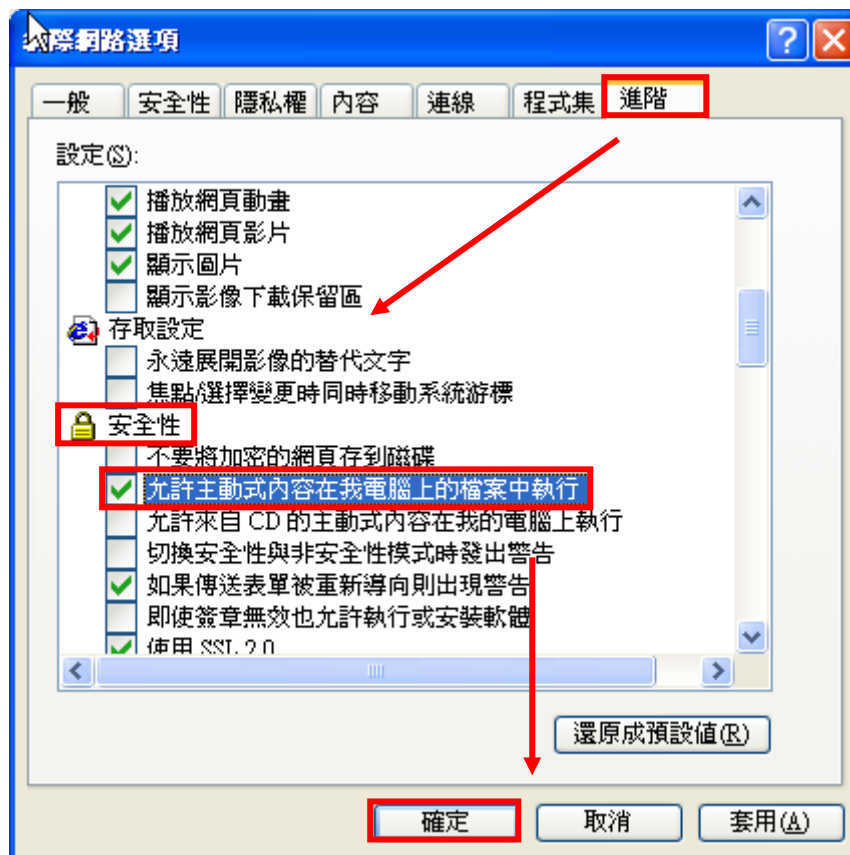 際網路選項
一般 安全性 隱私權 內容 連線 程式集 進階
設定(S):
播放網頁動畫
播放網頁影片
顯示圖片
顯示影像下載保留區
存取設定
永遠展開影像的替代文字
焦點/選擇變更時同時移動系統游標
安全性
不要將加密的網頁存到磁碟
允許主動式內容在我電腦上的檔案中執行
允許來自 CD 的主動式內容在我的電腦上執行
切換安全性與非安全性模式時發出警告
如果傳送表單被重新導向則出現警告
即使簽章無效也允許執行或安裝軟體
使用 SSL 2.0
還原成預設值(R)
確定 取消 套用(A)